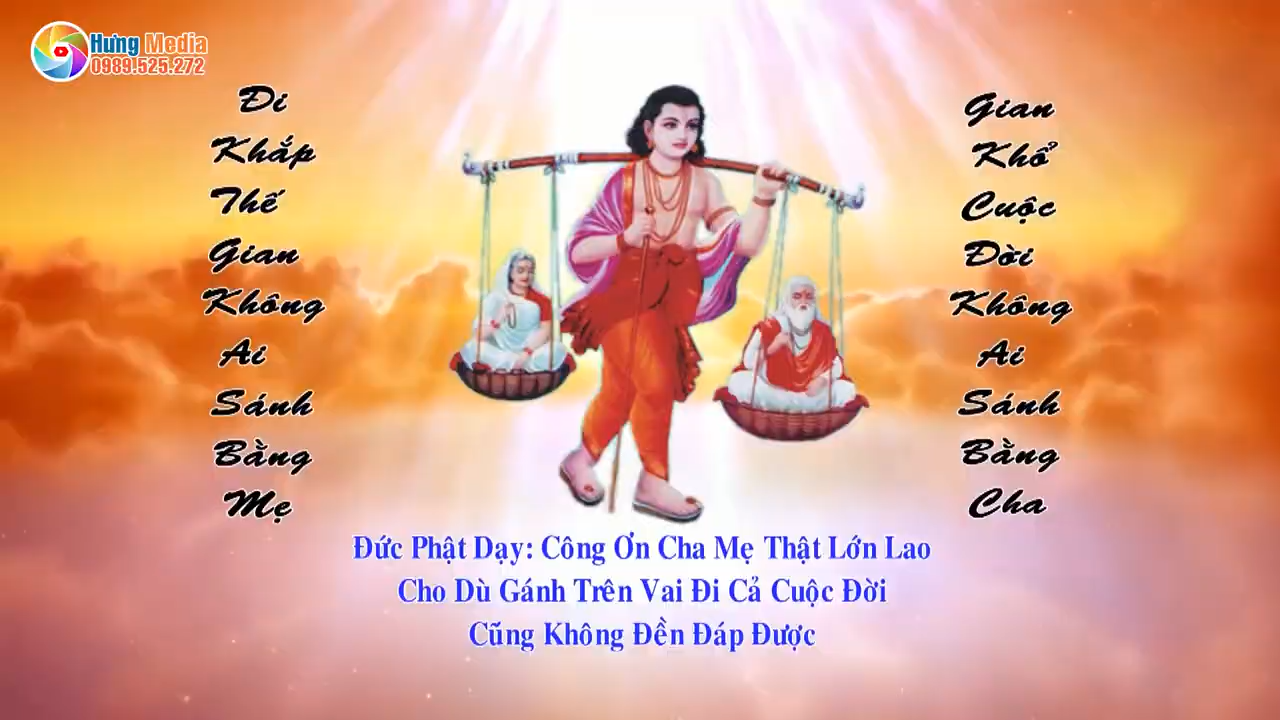 Hưng Media
0989.525.272
Đi
Khắp
Thế
Gian
Không
Ai
Sánh
Bằng
Mẹ
Gian
Khổ
Cuộc
Đời
Không
Ai
Sánh
Bằng
Cha
Đức Phật Dạy: Công Ơn Cha Mẹ Thật Lớn Lao
Cho Dù Gánh Trên Vai Đi Cả Cuộc Đời
Cũng Không Đền Đáp Được